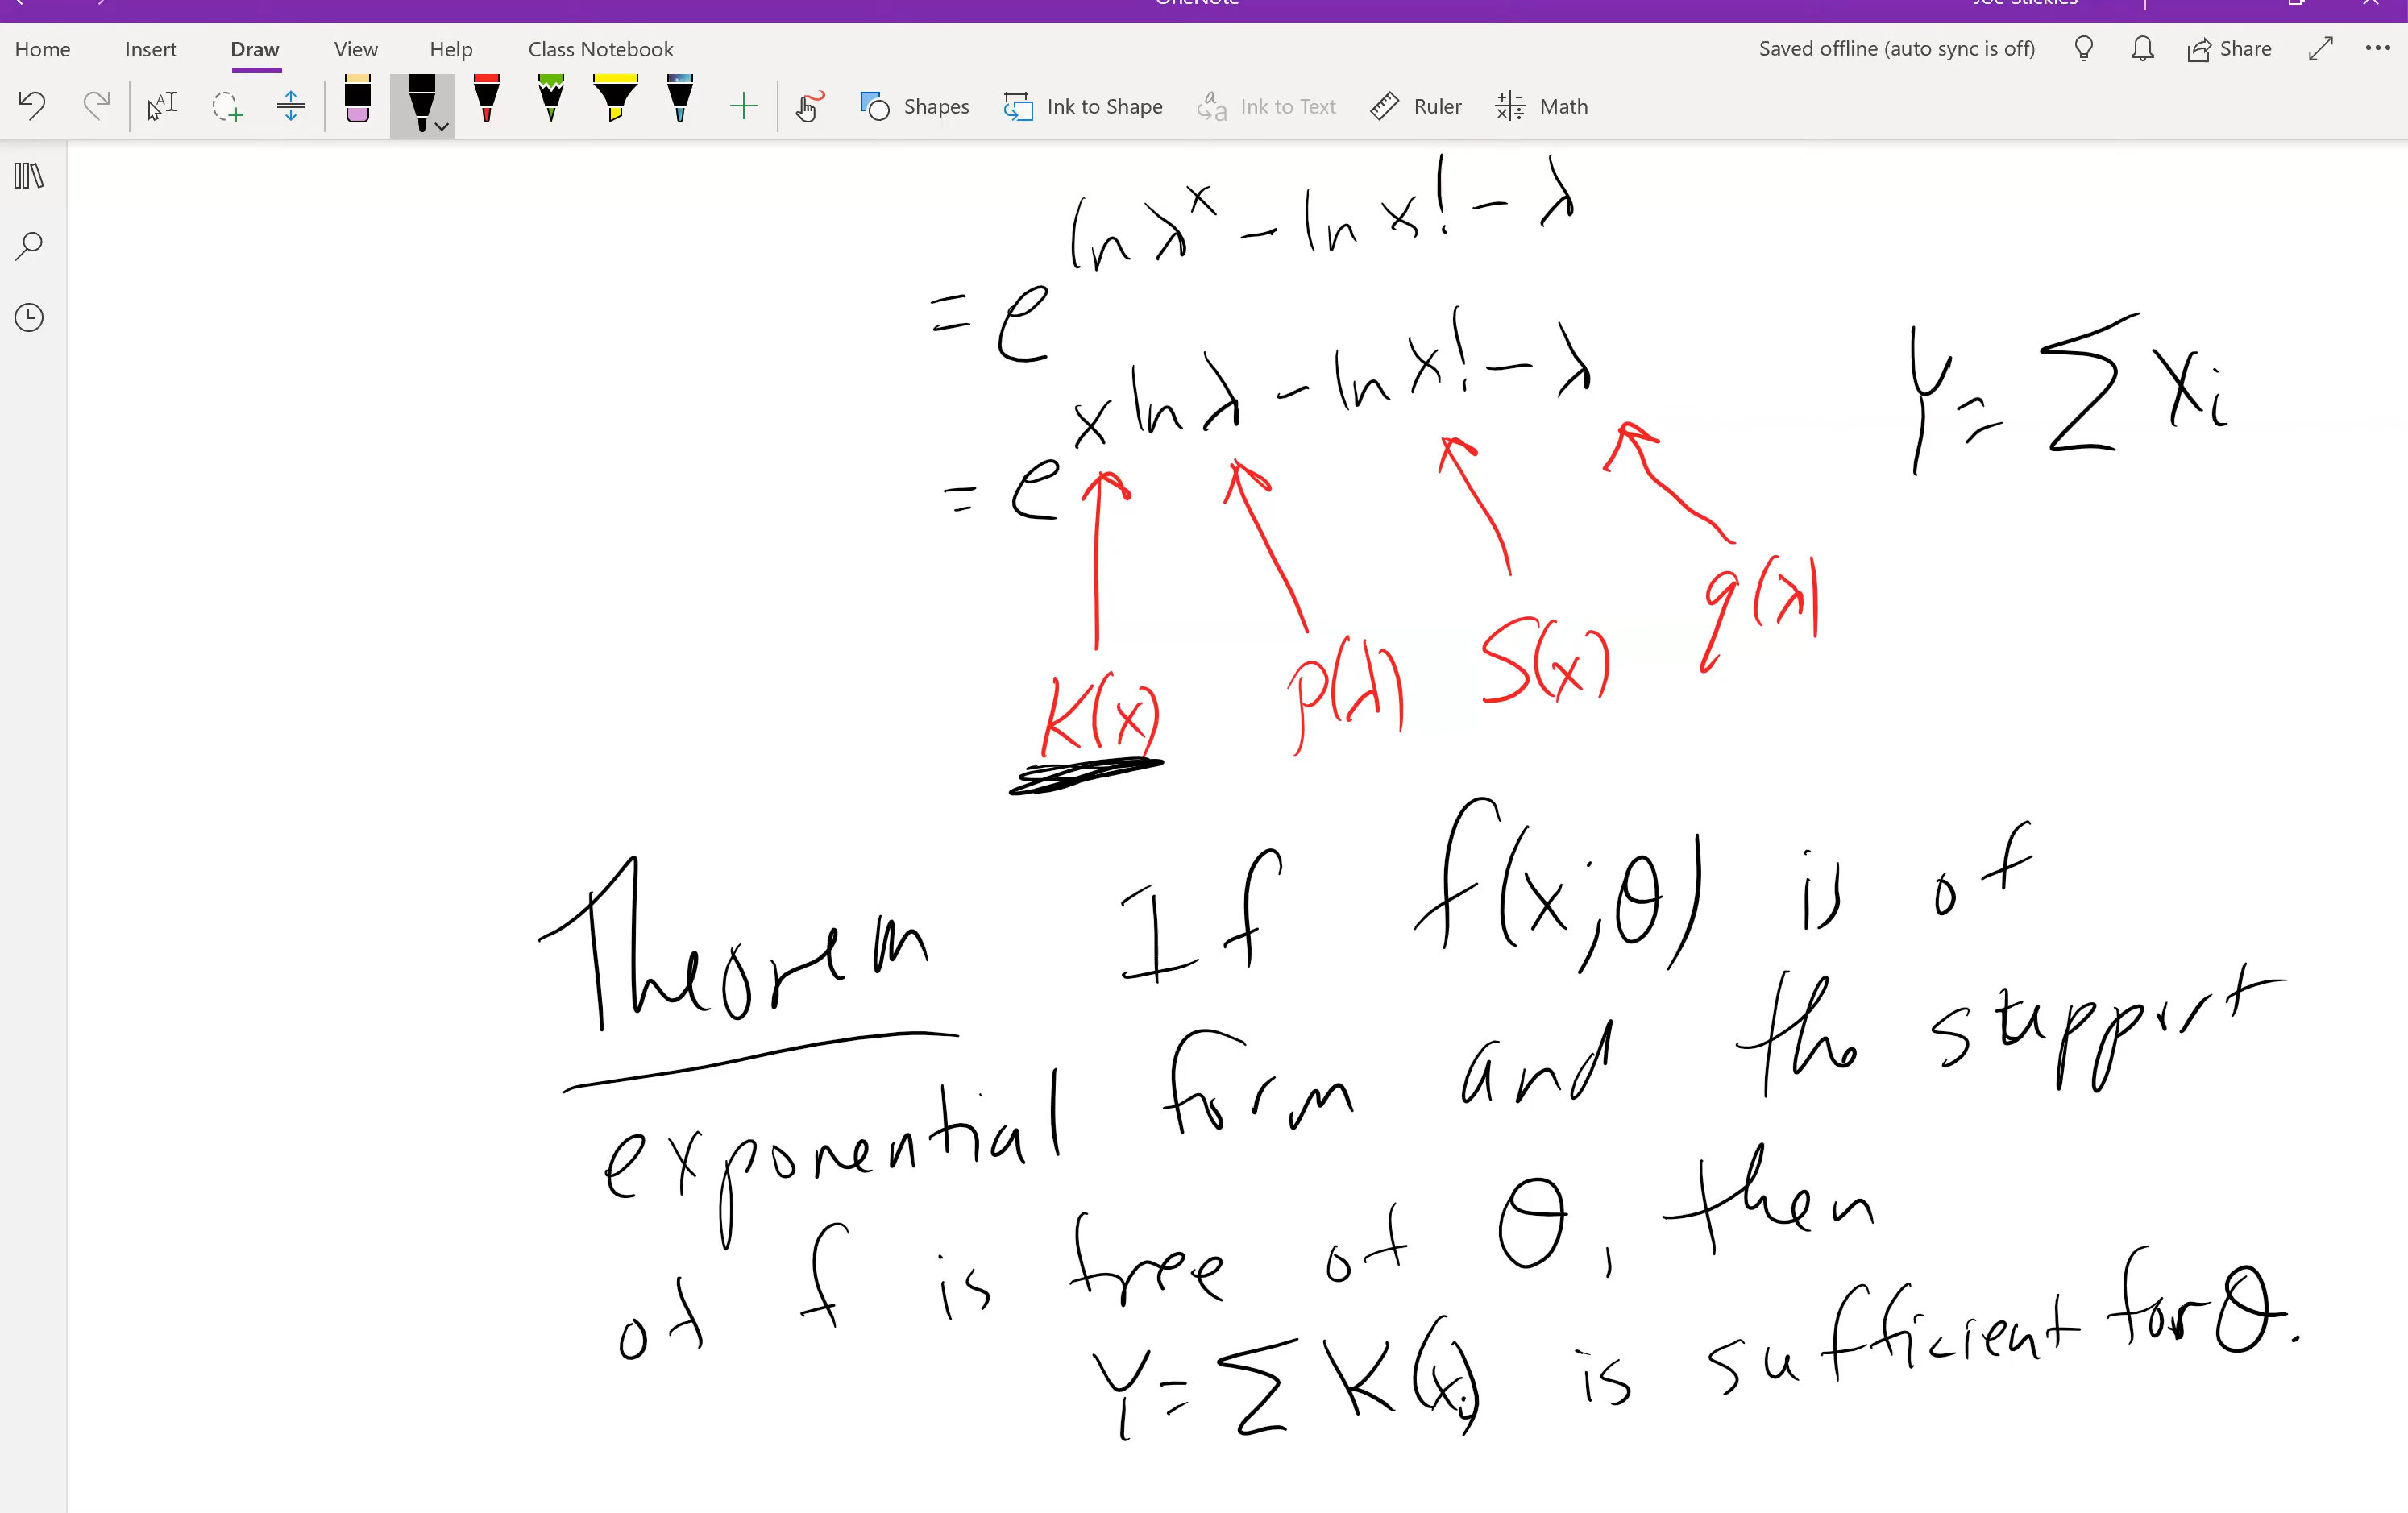 Home Insert Draw View Help Class Notebook Saved offline (auto sync is off) Share
Shapes Ink to Shape Ink to Text Ruler Math
= e^{ln λ^x - ln x! - λ}
= e^{x ln λ - ln x! - λ}
Y = ∑ x_i
K(x) p(λ) S(x) q(λ)
Theorem If f(x;θ) is of
exponential form and the support
of f is free of θ, then
Y = ∑ K(x_i) is sufficient for θ.